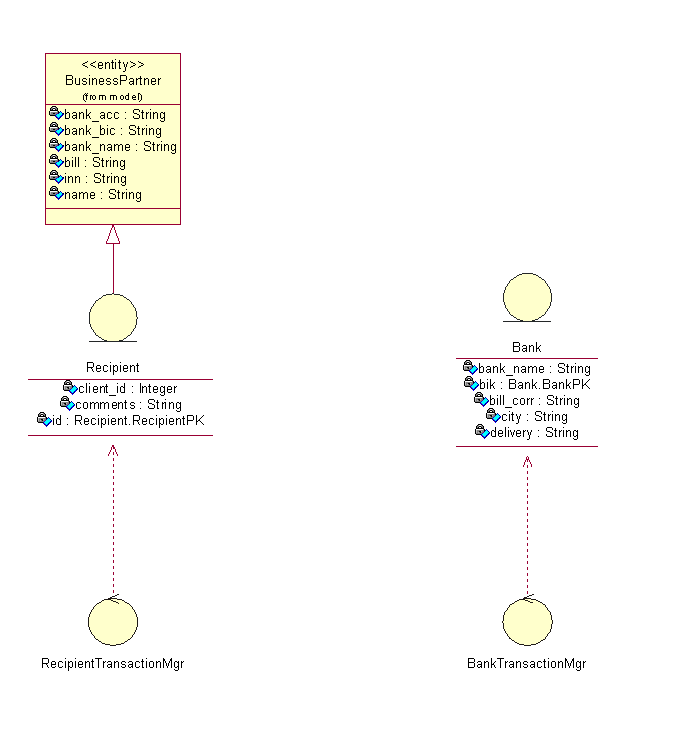 <<entity>>
BusinessPartner
(from model)
bank_acc : String
bank_bic : String
bank_name : String
bill : String
inn : String
name : String
Recipient
client_id : Integer
comments : String
id : Recipient.RecipientPK
Bank
bank_name : String
bik : Bank.BankPK
bill_corr : String
city : String
delivery : String
RecipientTransactionMgr
BankTransactionMgr